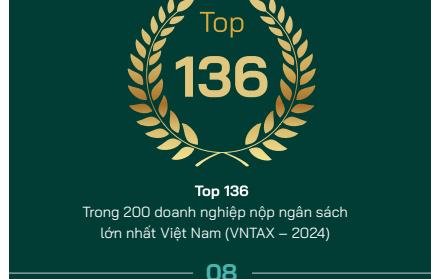 Top
136
Top 136
Trong 200 doanh nghiệp nộp ngân sách
lớn nhất Việt Nam (VNTAX – 2024)
08